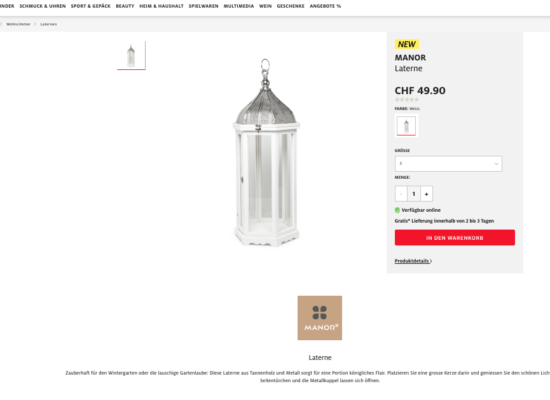 INDER SCHMUCK & UHREN SPORT & GEPÄCK BEAUTY HEIM & HAUSHALT SPIELWAREN MULTIMEDIA WEIN GESCHENKE ANGEBOTE %
Laternen
NEW
MANOR
Laterne
CHF 49.90
FARBE: Weiss
GRÖSSE
MENGE:
- 1 +
Verfügbar online
Gratis* Lieferung innerhalb von 2 bis 3 Tagen
IN DEN WARENKORB
Produktdetails >
MANOR®
Laterne
Zauberhaft für den Wintergarten oder die lauschige Gartenlaube: Diese Laterne aus Tannenholz und Metall sorgt für eine Portion königliches Flair. Platzieren Sie eine grosse Kerze darin und geniessen Sie den schönen Lich
Seitentürchen und die Metallkuppel lassen sich öffnen.